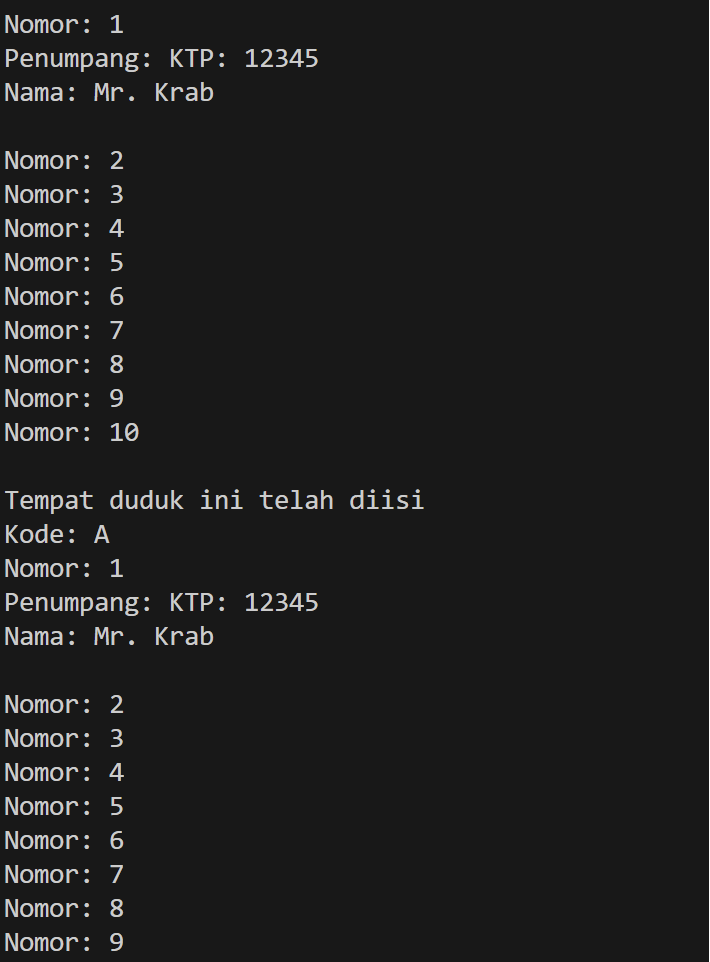 Nomor: 1
Penumpang: KTP: 12345
Nama: Mr. Krab
Nomor: 2
Nomor: 3
Nomor: 4
Nomor: 5
Nomor: 6
Nomor: 7
Nomor: 8
Nomor: 9
Nomor: 10
Tempat duduk ini telah diisi
Kode: A
Nomor: 1
Penumpang: KTP: 12345
Nama: Mr. Krab
Nomor: 2
Nomor: 3
Nomor: 4
Nomor: 5
Nomor: 6
Nomor: 7
Nomor: 8
Nomor: 9